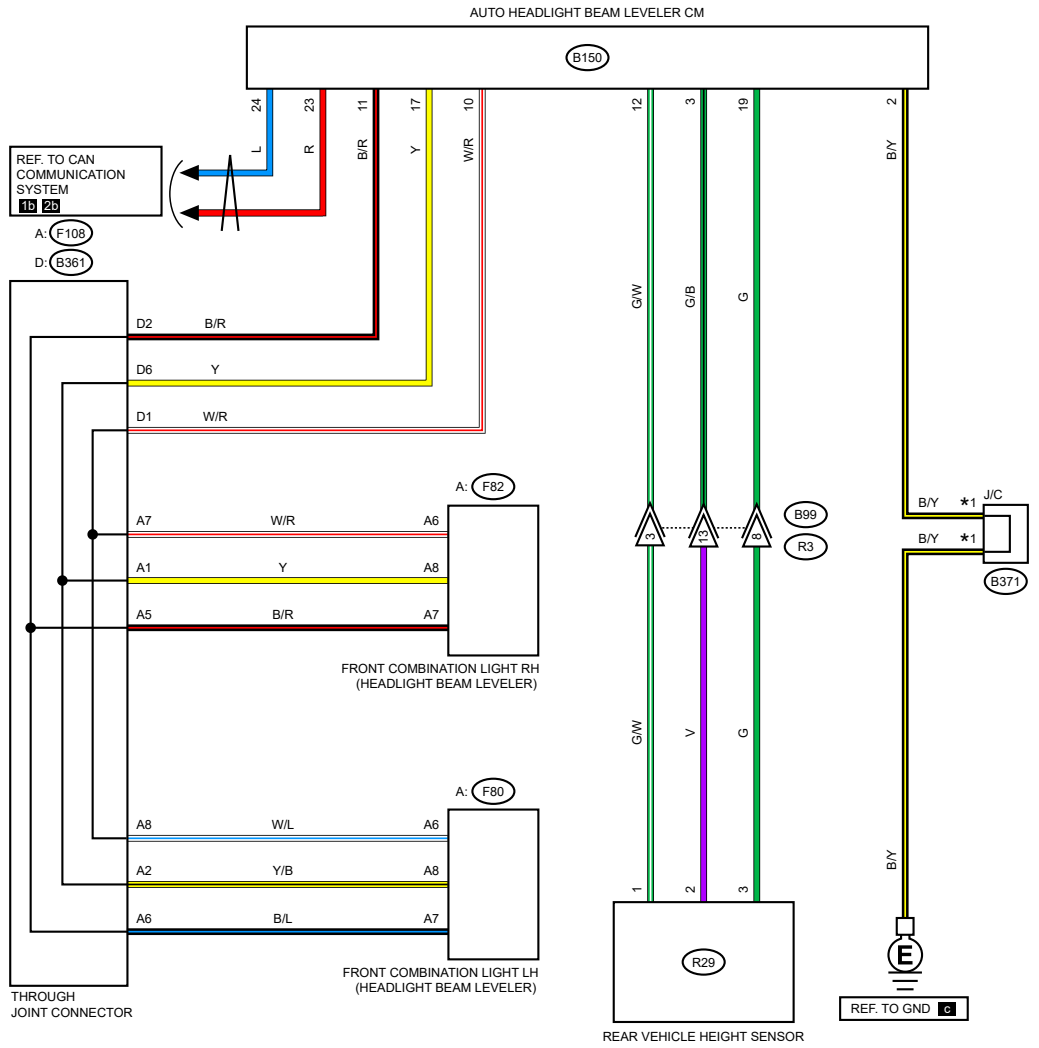 AUTO HEADLIGHT BEAM LEVELER CM
B150
24
23
11
17
10
12
3
19
2
L
R
B/R
Y
W/R
B/Y
REF. TO CAN
COMMUNICATION
SYSTEM
1b 2b
A: F108
D: B361
G/W
G/B
G
D2 B/R
D6 Y
D1 W/R
A: F82
A7 W/R A6
A1 Y A8
A5 B/R A7
FRONT COMBINATION LIGHT RH
(HEADLIGHT BEAM LEVELER)
3
13
8
B99
R3
B/Y *1 J/C
B/Y *1
B371
G/W
V
G
A: F80
A8 W/L A6
A2 Y/B A8
A6 B/L A7
FRONT COMBINATION LIGHT LH
(HEADLIGHT BEAM LEVELER)
THROUGH
JOINT CONNECTOR
B/Y
1
2
3
R29
REAR VEHICLE HEIGHT SENSOR
E
REF. TO GND c